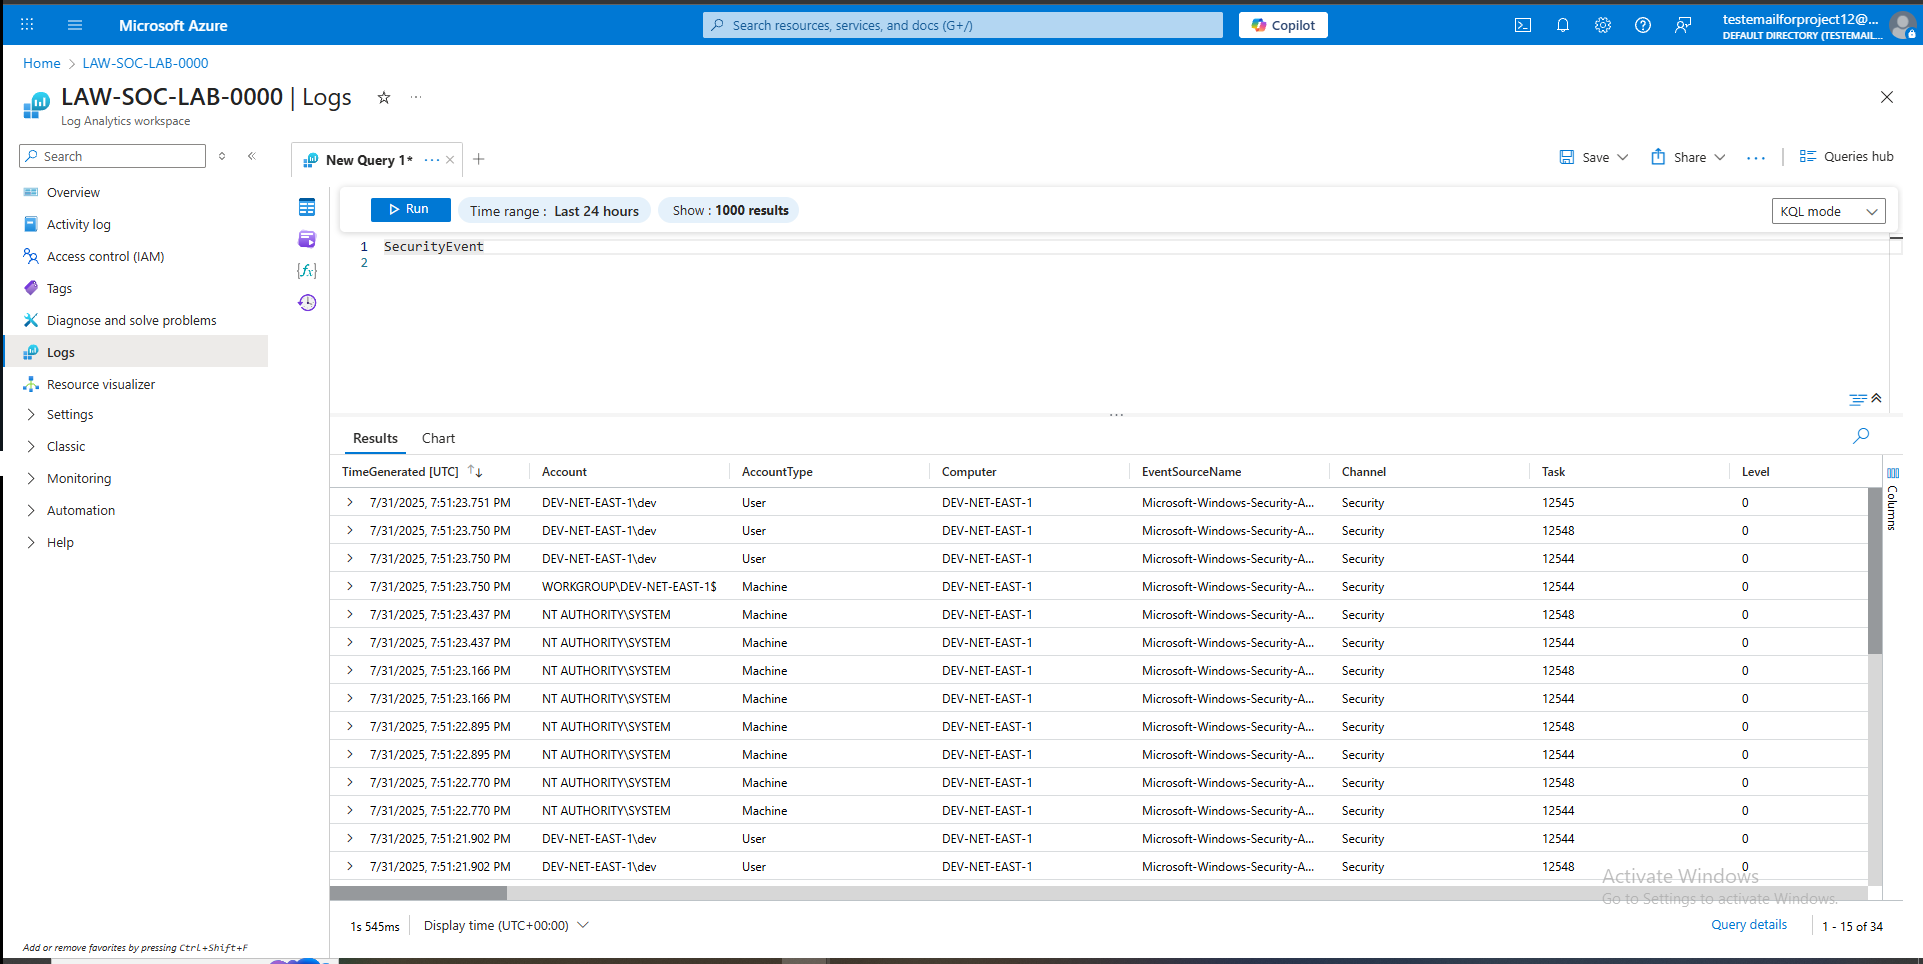 Microsoft Azure
Search resources, services, and docs (G+/)
Copilot
testemailforproject12@...
DEFAULT DIRECTORY (TESTEMAIL...
Home > LAW-SOC-LAB-0000
LAW-SOC-LAB-0000 | Logs
Log Analytics workspace
Search
Overview
Activity log
Access control (IAM)
Tags
Diagnose and solve problems
Logs
Resource visualizer
Settings
Classic
Monitoring
Automation
Help
Add or remove favorites by pressing Ctrl+Shift+F
New Query 1*
Save
Share
Queries hub
Run
Time range : Last 24 hours
Show : 1000 results
KQL mode
1 SecurityEvent
2
Results Chart
TimeGenerated [UTC] Account AccountType Computer EventSourceName Channel Task Level
7/31/2025, 7:51:23.751 PM DEV-NET-EAST-1\dev User DEV-NET-EAST-1 Microsoft-Windows-Security-A... Security 12545 0
7/31/2025, 7:51:23.750 PM DEV-NET-EAST-1\dev User DEV-NET-EAST-1 Microsoft-Windows-Security-A... Security 12548 0
7/31/2025, 7:51:23.750 PM DEV-NET-EAST-1\dev User DEV-NET-EAST-1 Microsoft-Windows-Security-A... Security 12544 0
7/31/2025, 7:51:23.750 PM WORKGROUP\DEV-NET-EAST-1$ Machine DEV-NET-EAST-1 Microsoft-Windows-Security-A... Security 12544 0
7/31/2025, 7:51:23.437 PM NT AUTHORITY\SYSTEM Machine DEV-NET-EAST-1 Microsoft-Windows-Security-A... Security 12548 0
7/31/2025, 7:51:23.437 PM NT AUTHORITY\SYSTEM Machine DEV-NET-EAST-1 Microsoft-Windows-Security-A... Security 12544 0
7/31/2025, 7:51:23.166 PM NT AUTHORITY\SYSTEM Machine DEV-NET-EAST-1 Microsoft-Windows-Security-A... Security 12548 0
7/31/2025, 7:51:23.166 PM NT AUTHORITY\SYSTEM Machine DEV-NET-EAST-1 Microsoft-Windows-Security-A... Security 12544 0
7/31/2025, 7:51:22.895 PM NT AUTHORITY\SYSTEM Machine DEV-NET-EAST-1 Microsoft-Windows-Security-A... Security 12548 0
7/31/2025, 7:51:22.895 PM NT AUTHORITY\SYSTEM Machine DEV-NET-EAST-1 Microsoft-Windows-Security-A... Security 12544 0
7/31/2025, 7:51:22.770 PM NT AUTHORITY\SYSTEM Machine DEV-NET-EAST-1 Microsoft-Windows-Security-A... Security 12548 0
7/31/2025, 7:51:22.770 PM NT AUTHORITY\SYSTEM Machine DEV-NET-EAST-1 Microsoft-Windows-Security-A... Security 12544 0
7/31/2025, 7:51:21.902 PM DEV-NET-EAST-1\dev User DEV-NET-EAST-1 Microsoft-Windows-Security-A... Security 12544 0
7/31/2025, 7:51:21.902 PM DEV-NET-EAST-1\dev User DEV-NET-EAST-1 Microsoft-Windows-Security-A... Security 12548 0
Columns
Activate Windows
Go to Settings to activate Windows.
1s 545ms
Display time (UTC+00:00)
Query details
1 - 15 of 34